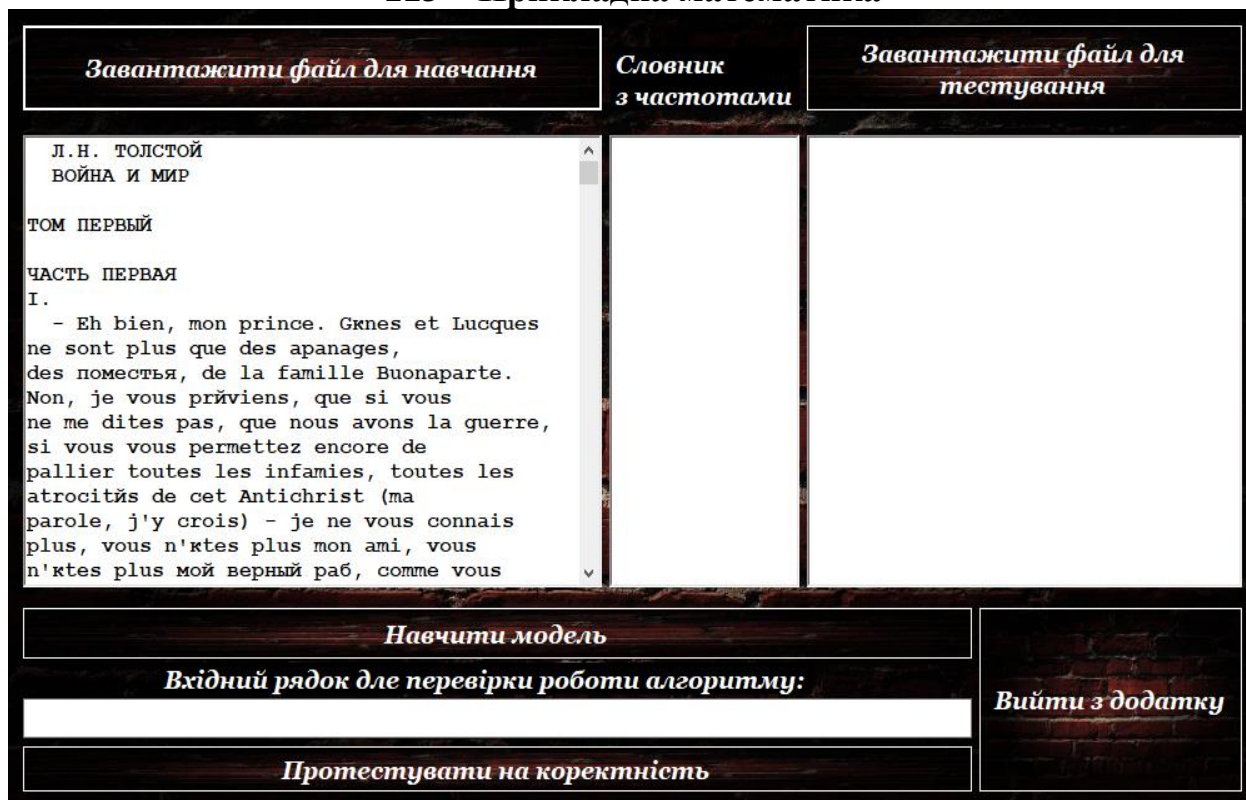 113 – Прикладна математика
Завантажити файл для навчання
Словник
з частотами
Завантажити файл для
тестування
Л.Н. ТОЛСТОЙ
ВОЙНА И МИР
ТОМ ПЕРВЫЙ
ЧАСТЬ ПЕРВАЯ
I.
- Eh bien, mon prince. Gкnes et Lucques
ne sont plus que des apanages,
des поместья, de la famille Buonaparte.
Non, je vous prйviens, que si vous
ne me dites pas, que nous avons la guerre,
si vous vous permettez encore de
pallier toutes les infamies, toutes les
atrocitйs de cet Antichrist (ma
parole, j'y crois) - je ne vous connais
plus, vous n'кtes plus mon ami, vous
n'кtes plus мой верный раб, comme vous
Навчити модель
Вхідний рядок дле перевірки роботи алгоритму:
Вийти з додатку
Протестувати на коректність